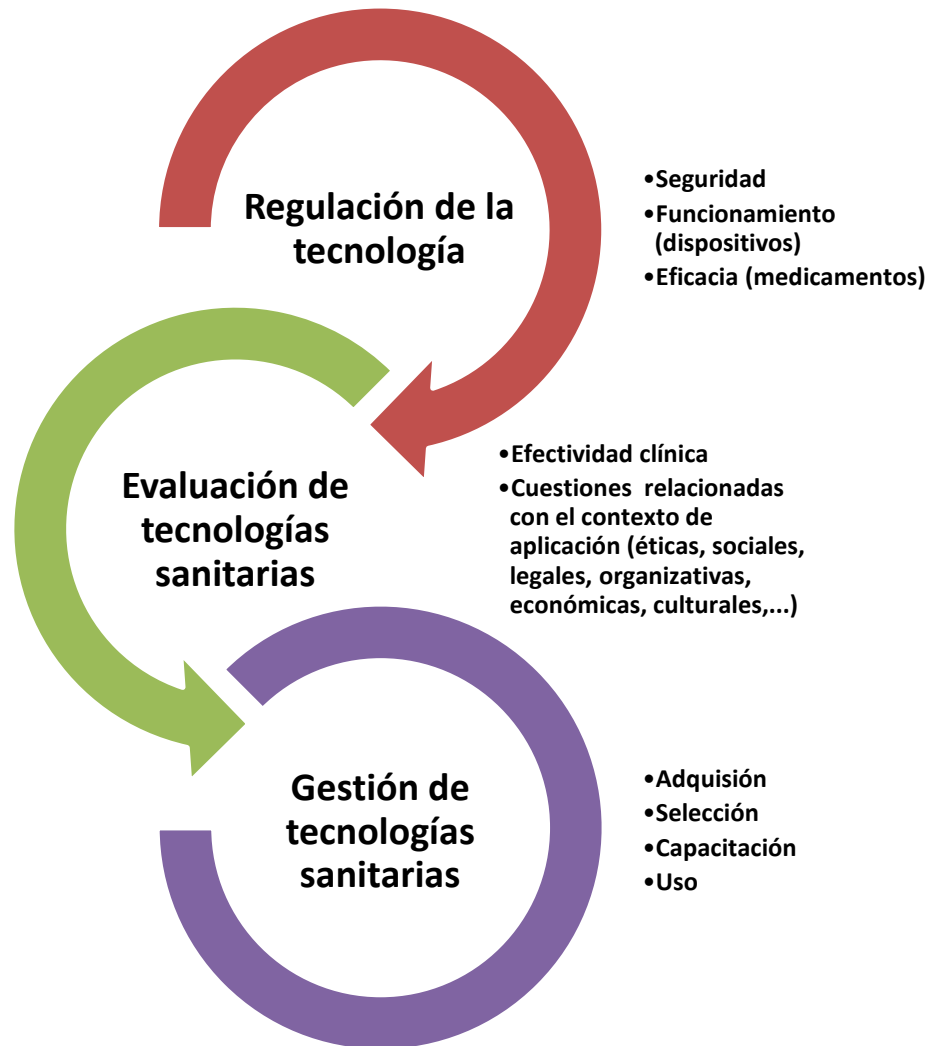 Regulación de la
tecnología
•Seguridad
•Funcionamiento
(dispositivos)
•Eficacia (medicamentos)
Evaluación de
tecnologías
sanitarias
•Efectividad clínica
•Cuestiones relacionadas
con el contexto de
aplicación (éticas, sociales,
legales, organizativas,
económicas, culturales,...)
Gestión de
tecnologías
sanitarias
•Adquisión
•Selección
•Capacitación
•Uso